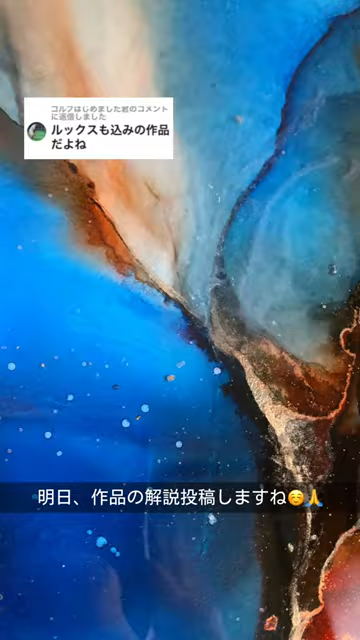 ゴルフはじめました君のコメント
に返信しました
ルックスも込みの作品
だよね
明日、作品の解説投稿しますね☺️🙏